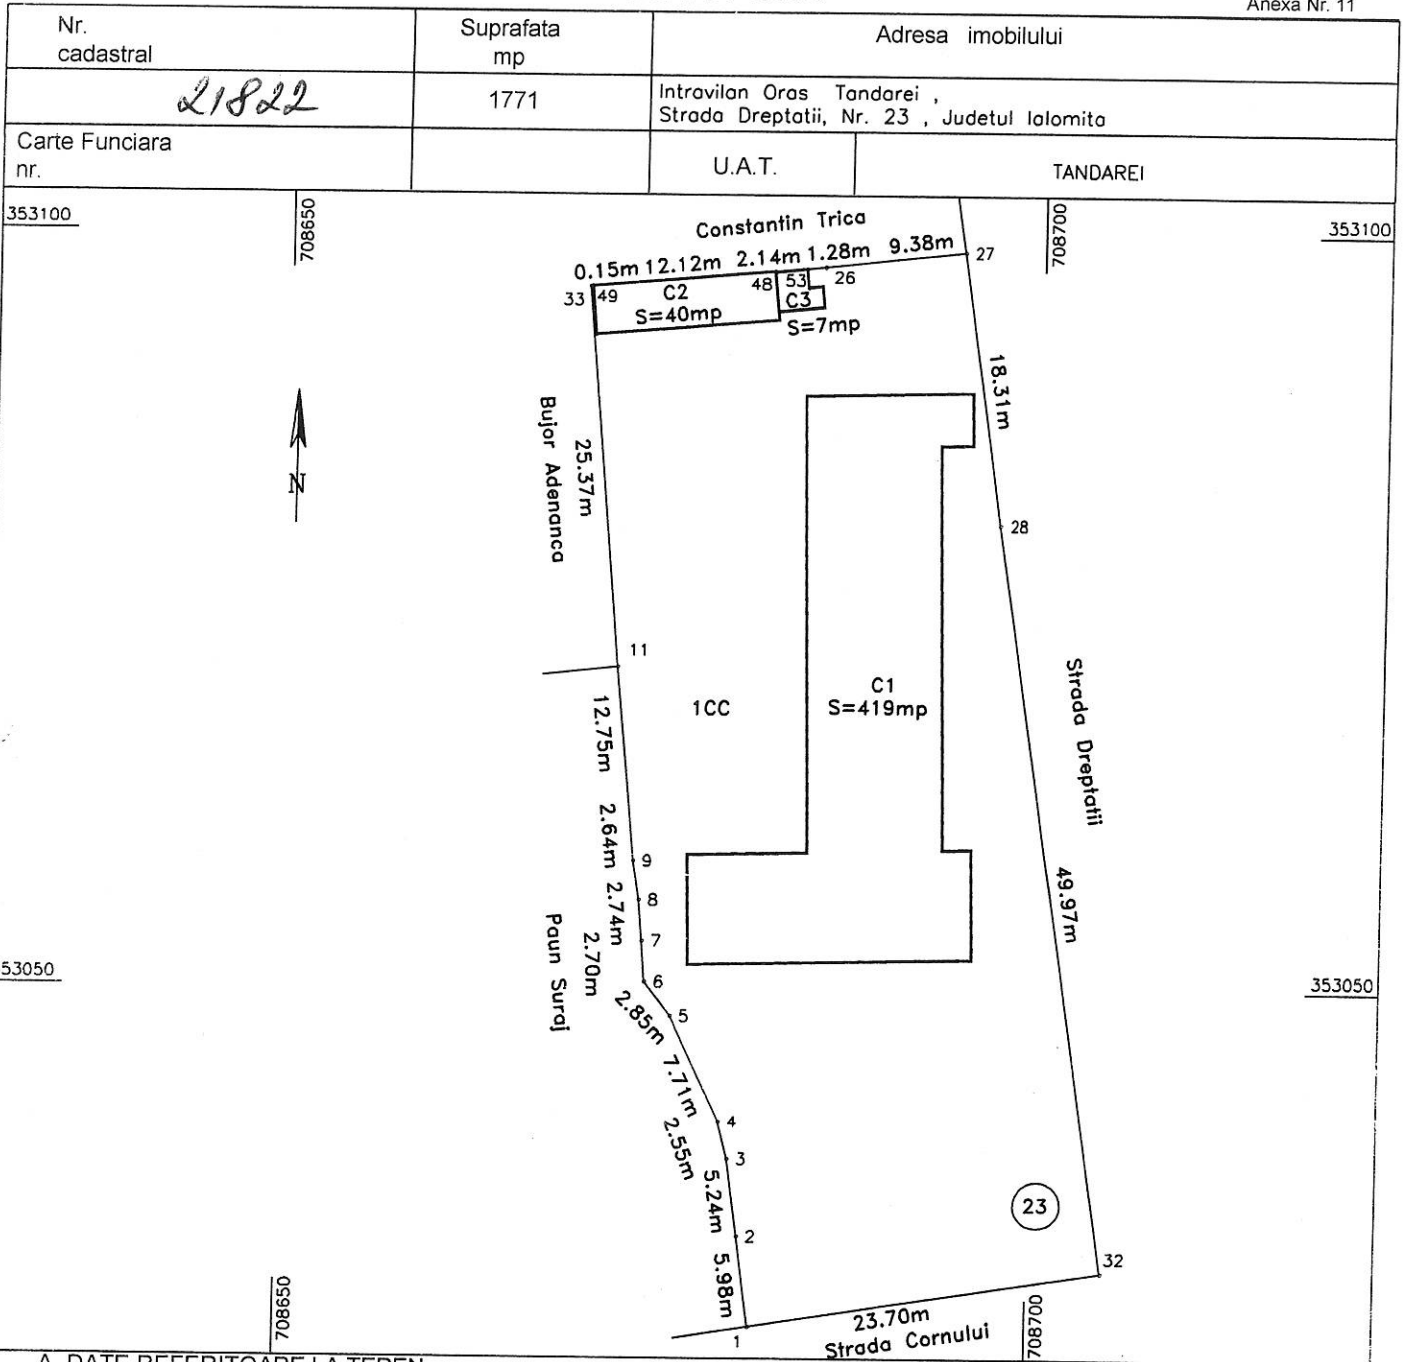 Anexa Nr. 11
Nr. cadastral
Suprafata mp
Adresa imobilului
21822
1771
Intravilan Oras Tandarei ,
Strada Dreptatii, Nr. 23 , Judetul Ialomita
Carte Funciara nr.
U.A.T.
TANDAREI
353100
708650
708700
353100
Constantin Trica
0.15m 12.12m 2.14m 1.28m 9.38m
27
33 49 C2 48 53 26
S=40mp
C3
S=7mp
18.31m
Bujor Adenanca
25.37m
N
28
11
1CC
C1
S=419mp
12.75m
Strada Dreptatii
2.64m
9
8
2.74m
7
49.97m
Paun Suraj
2.70m
6
53050
353050
2.85m
5
7.71m
4
2.55m
3
5.24m
23
2
5.98m
32
708650
708700
23.70m
1
Strada Cornului
A. DATE REFERITOARE LA TEREN